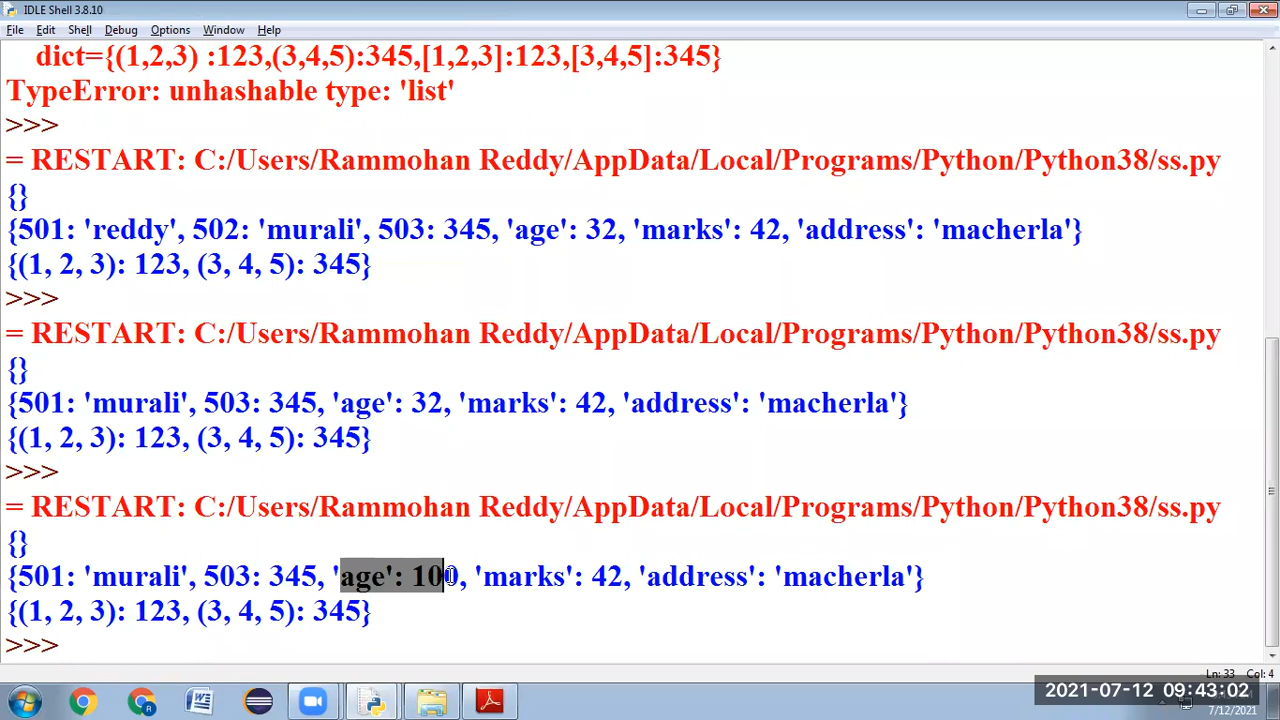 IDLE Shell 3.8.10
File Edit Shell Debug Options Window Help
dict={(1,2,3) :123,(3,4,5):345,[1,2,3]:123,[3,4,5]:345}
TypeError: unhashable type: 'list'
>>>
= RESTART: C:/Users/Rammohan Reddy/AppData/Local/Programs/Python/Python38/ss.py
{}
{501: 'reddy', 502: 'murali', 503: 345, 'age': 32, 'marks': 42, 'address': 'macherla'}
{(1, 2, 3): 123, (3, 4, 5): 345}
>>>
= RESTART: C:/Users/Rammohan Reddy/AppData/Local/Programs/Python/Python38/ss.py
{}
{501: 'murali', 503: 345, 'age': 32, 'marks': 42, 'address': 'macherla'}
{(1, 2, 3): 123, (3, 4, 5): 345}
>>>
= RESTART: C:/Users/Rammohan Reddy/AppData/Local/Programs/Python/Python38/ss.py
{}
{501: 'murali', 503: 345, 'age': 100, 'marks': 42, 'address': 'macherla'}
{(1, 2, 3): 123, (3, 4, 5): 345}
>>>
Ln: 33 Col: 4
2021-07-12 09:43:02
7/12/2021